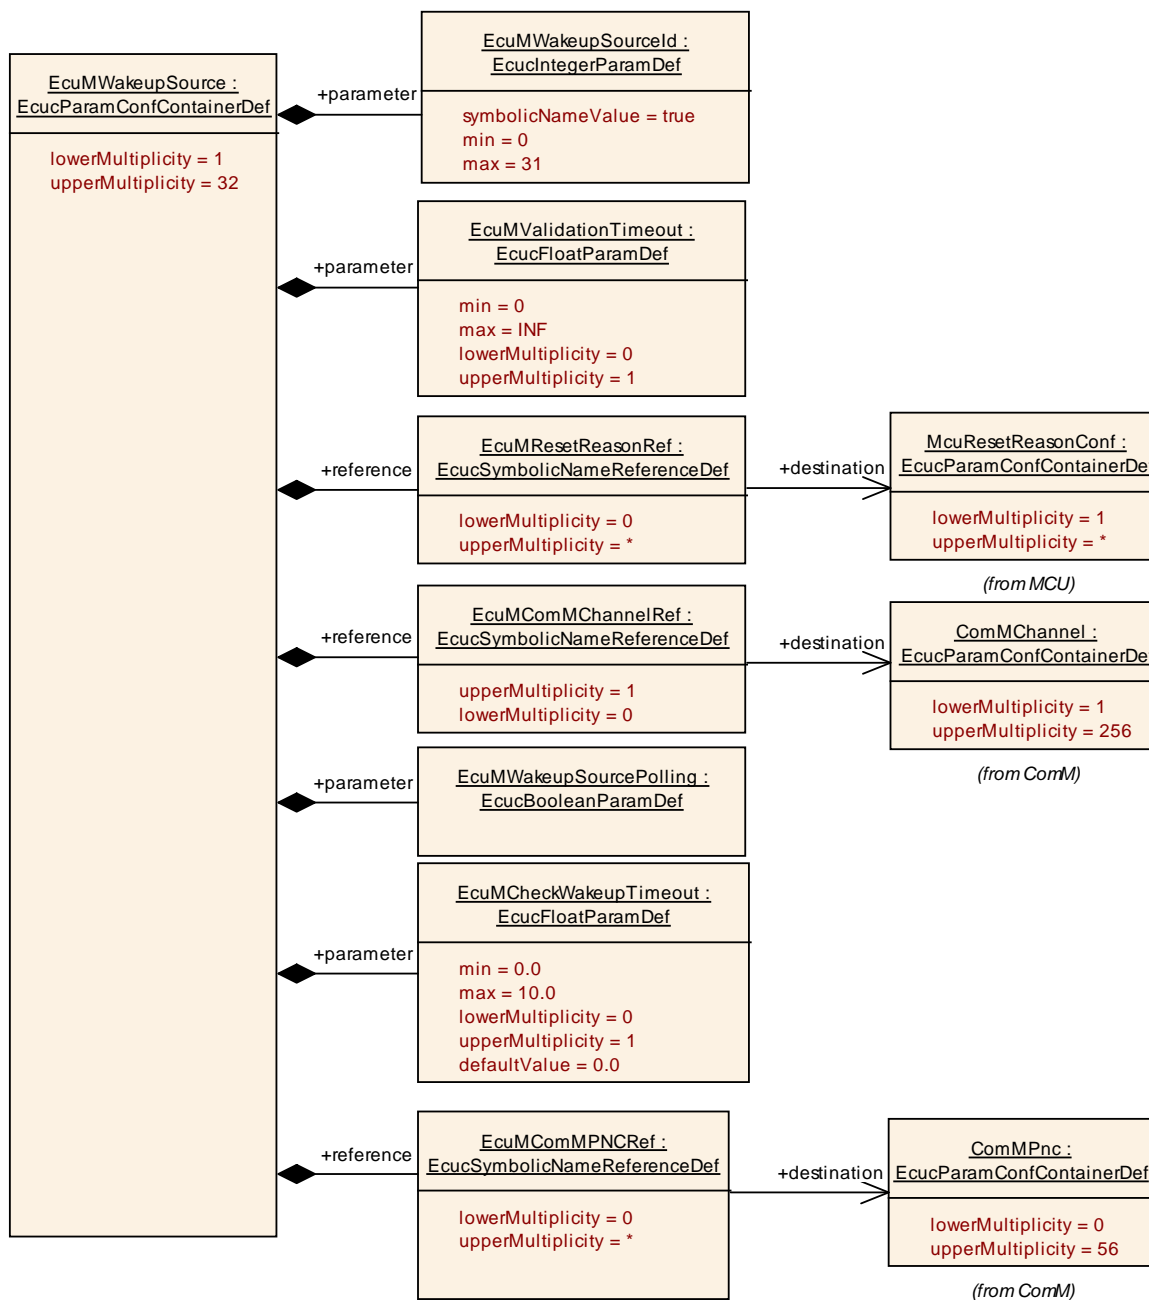 EcuMWakeupSource :
EcucParamConfContainerDef
lowerMultiplicity = 1
upperMultiplicity = 32
+parameter
EcuMWakeupSourceId :
EcucIntegerParamDef
symbolicNameValue = true
min = 0
max = 31
+parameter
EcuMValidationTimeout :
EcucFloatParamDef
min = 0
max = INF
lowerMultiplicity = 0
upperMultiplicity = 1
+reference
EcuMResetReasonRef :
EcucSymbolicNameReferenceDef
lowerMultiplicity = 0
upperMultiplicity = *
+destination
McuResetReasonConf :
EcucParamConfContainerDef
lowerMultiplicity = 1
upperMultiplicity = *
(from MCU)
+reference
EcuMComMChannelRef :
EcucSymbolicNameReferenceDef
upperMultiplicity = 1
lowerMultiplicity = 0
+destination
ComMChannel :
EcucParamConfContainerDef
lowerMultiplicity = 1
upperMultiplicity = 256
(from ComM)
+parameter
EcuMWakeupSourcePolling :
EcucBooleanParamDef
+parameter
EcuMCheckWakeupTimeout :
EcucFloatParamDef
min = 0.0
max = 10.0
lowerMultiplicity = 0
upperMultiplicity = 1
defaultValue = 0.0
+reference
EcuMComMPNCRef :
EcucSymbolicNameReferenceDef
lowerMultiplicity = 0
upperMultiplicity = *
+destination
ComMPnc :
EcucParamConfContainerDef
lowerMultiplicity = 0
upperMultiplicity = 56
(from ComM)